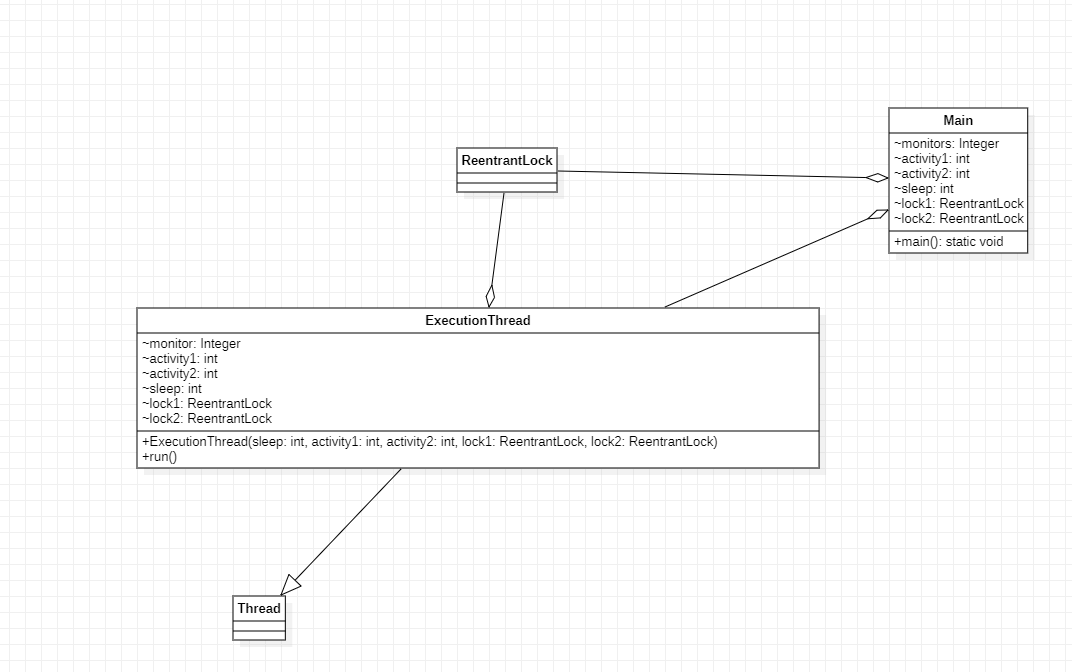 Main
~monitors: Integer
~activity1: int
~activity2: int
~sleep: int
~lock1: ReentrantLock
~lock2: ReentrantLock
+main(): static void
ReentrantLock
ExecutionThread
~monitor: Integer
~activity1: int
~activity2: int
~sleep: int
~lock1: ReentrantLock
~lock2: ReentrantLock
+ExecutionThread(sleep: int, activity1: int, activity2: int, lock1: ReentrantLock, lock2: ReentrantLock)
+run()
Thread